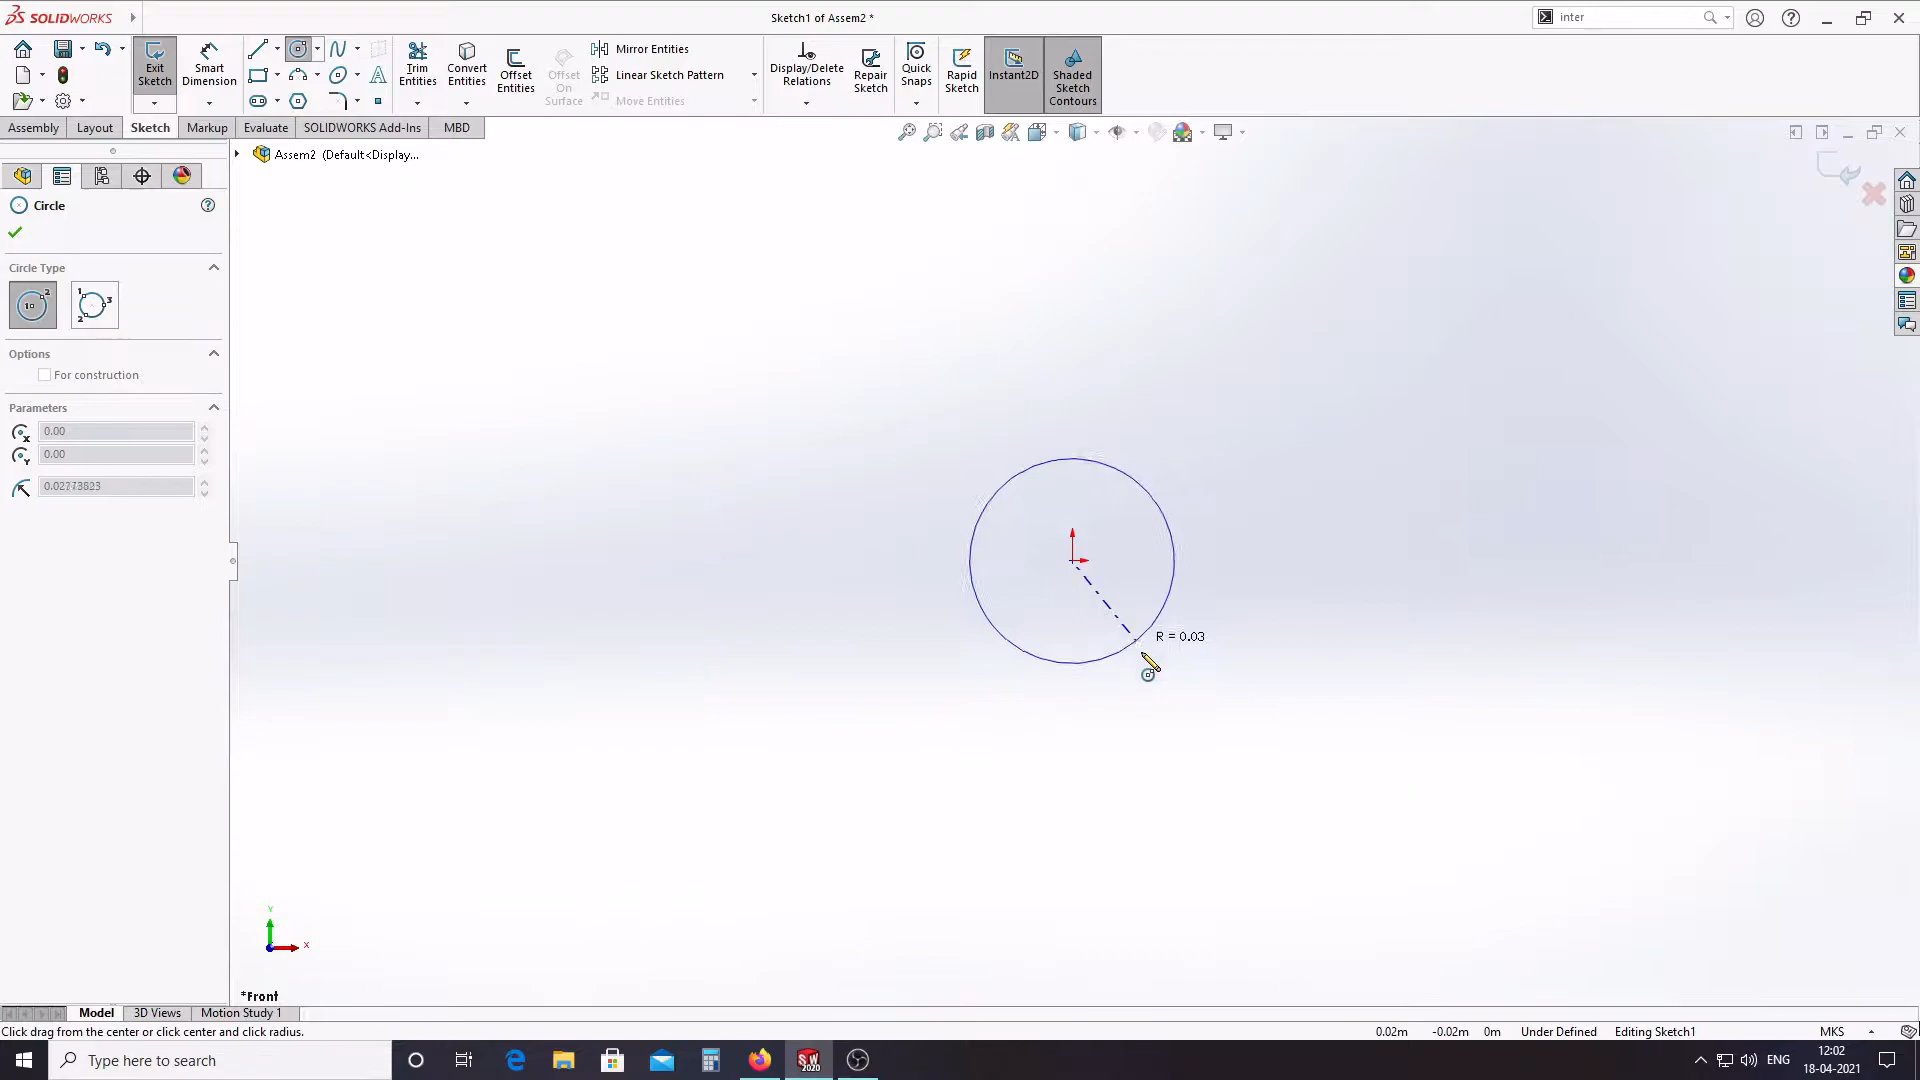 SOLIDWORKS
Sketch1 of Assem2 *
inter
Exit Sketch
Smart Dimension
Trim Entities
Convert Entities
Offset Entities
Offset On Surface
Mirror Entities
Linear Sketch Pattern
Move Entities
Display/Delete Relations
Repair Sketch
Quick Snaps
Rapid Sketch
Instant2D
Shaded Sketch Contours
Assembly Layout Sketch Markup Evaluate SOLIDWORKS Add-Ins MBD
Assem2 (Default<Display...
Circle
Circle Type
Options
For construction
Parameters
0.00
0.00
0.02773823
R = 0.03
Y
X
*Front
Model 3D Views Motion Study 1
Click drag from the center or click center and click radius.
0.02m -0.02m 0m Under Defined Editing Sketch1 MKS
Type here to search
ENG
12:02
18-04-2021